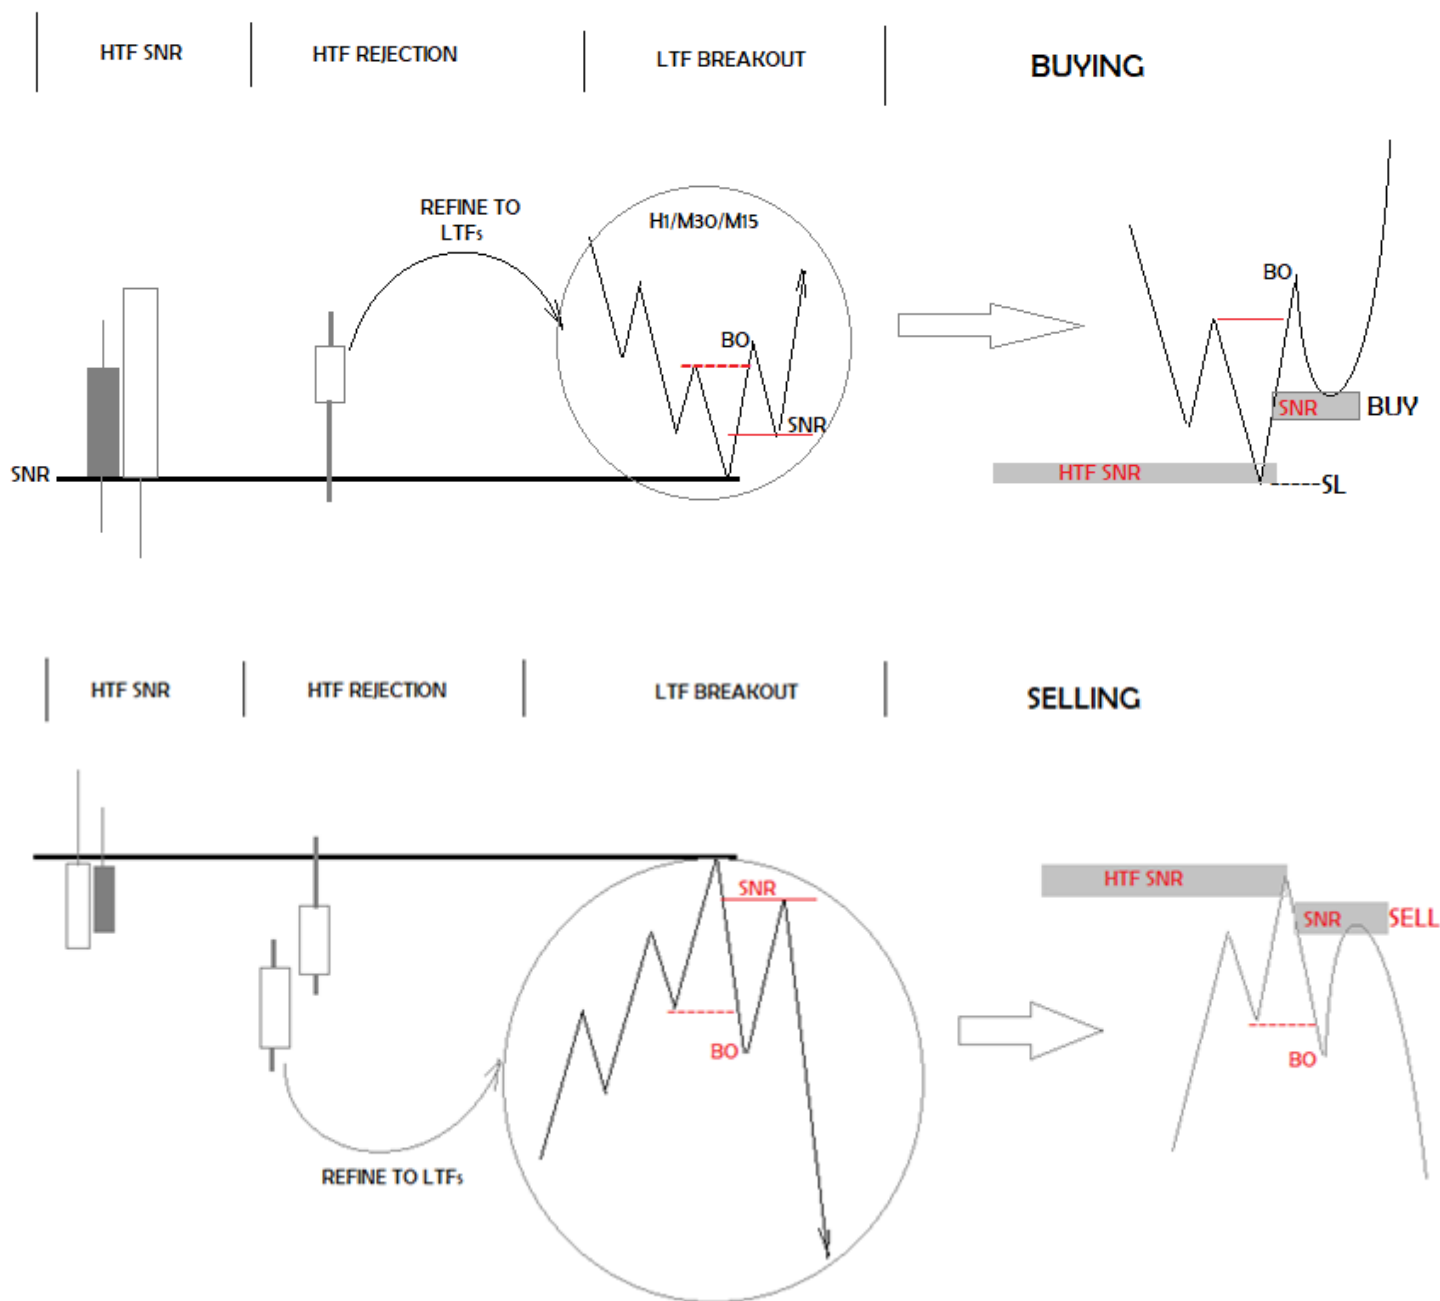 HTF SNR
HTF REJECTION
LTF BREAKOUT
BUYING
REFINE TO
LTFs
H1/M30/M15
BO
SNR
SNR
BO
SNR
BUY
HTF SNR
SL
HTF SNR
HTF REJECTION
LTF BREAKOUT
SELLING
SNR
BO
REFINE TO LTFs
HTF SNR
SNR
SELL
BO